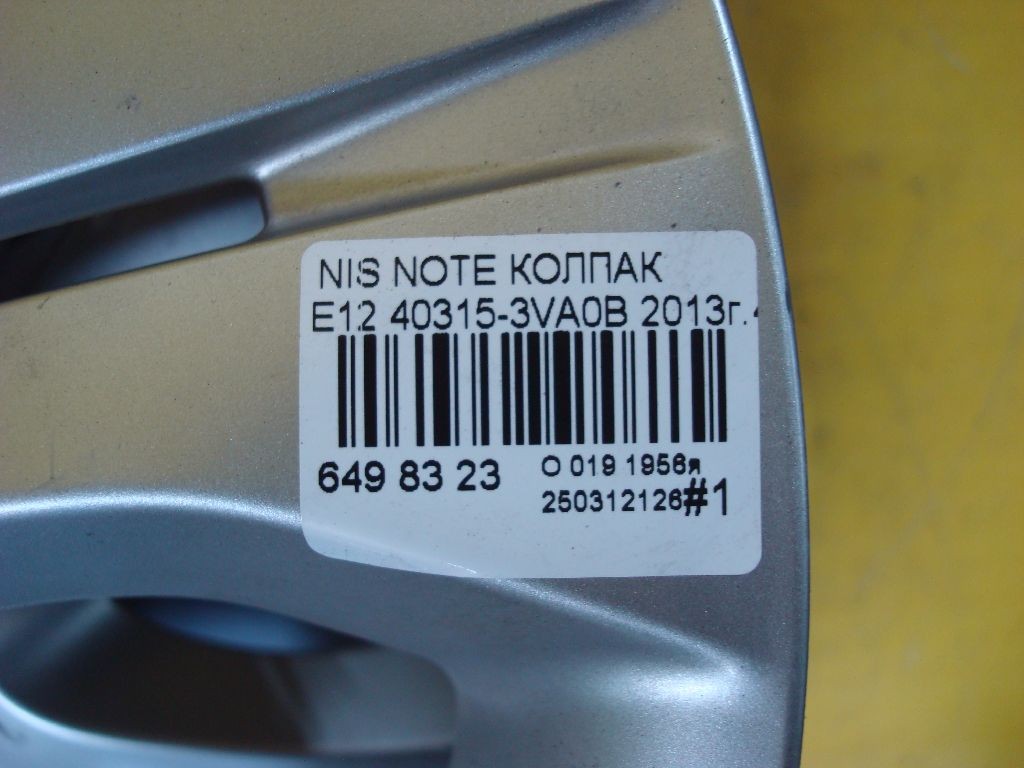 NIS NOTE КОЛПАК
E12 40315-3VA0B 2013г.
649 83 23
О 019 1956я
250312126#1